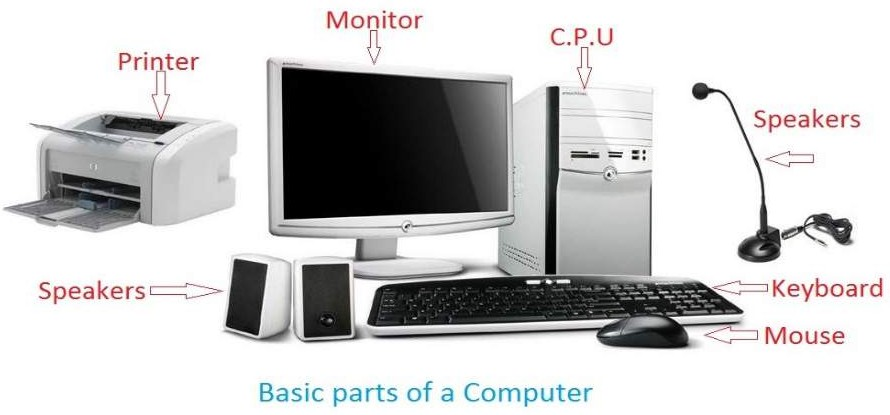 Monitor
C.P.U
Printer
Speakers
Speakers
Keyboard
Mouse
Basic parts of a Computer